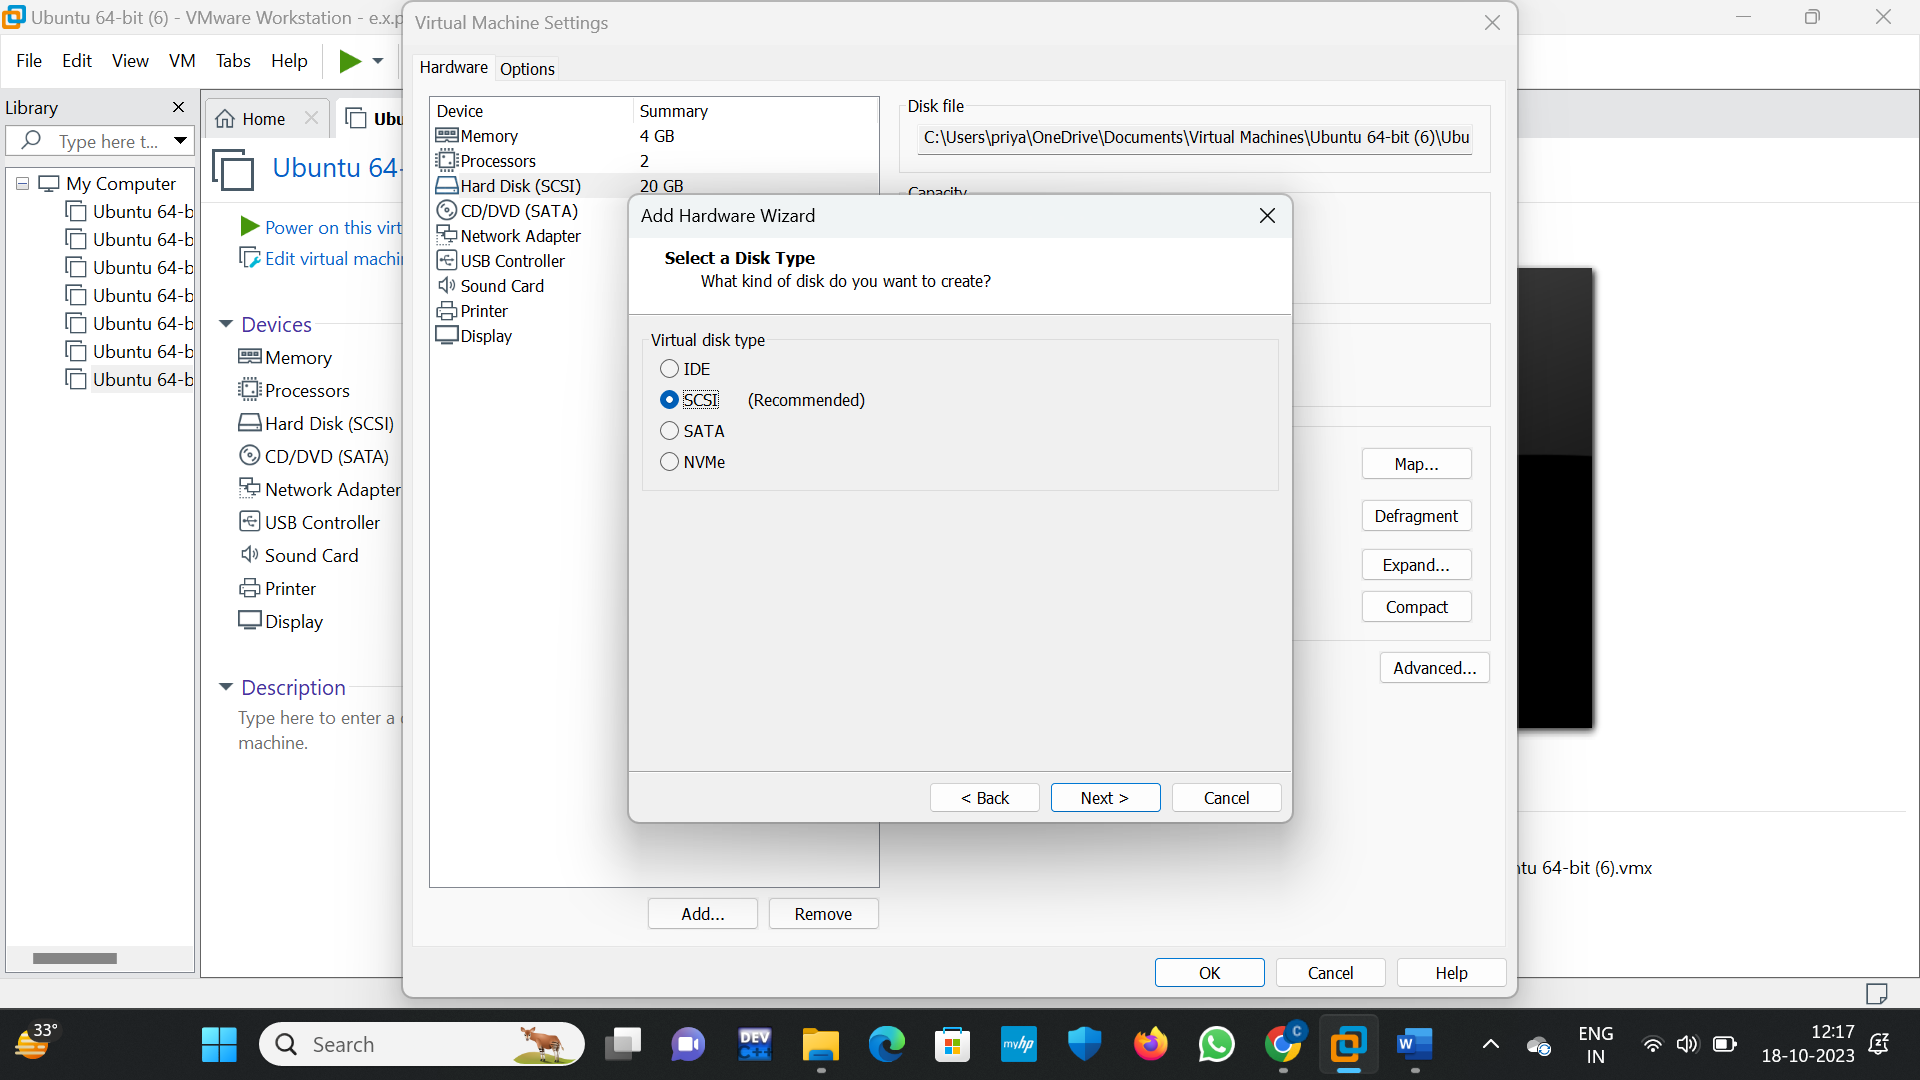 Ubuntu 64-bit (6) - VMware Workstation - e.x.p
File Edit View VM Tabs Help
Library
Type here t...
My Computer
Ubuntu 64-b
Ubuntu 64-b
Ubuntu 64-b
Ubuntu 64-b
Ubuntu 64-b
Ubuntu 64-b
Ubuntu 64-b
Home
Ubu
Ubuntu 64-
Power on this virt
Edit virtual machi
Devices
Memory
Processors
Hard Disk (SCSI)
CD/DVD (SATA)
Network Adapter
USB Controller
Sound Card
Printer
Display
Description
Type here to enter a
machine.
Virtual Machine Settings
Hardware Options
Device Summary
Memory 4 GB
Processors 2
Hard Disk (SCSI) 20 GB
CD/DVD (SATA)
Network Adapter
USB Controller
Sound Card
Printer
Display
Add... Remove
Disk file
C:\Users\priya\OneDrive\Documents\Virtual Machines\Ubuntu 64-bit (6)\Ubu
Capacity
Map...
Defragment
Expand...
Compact
Advanced...
Add Hardware Wizard
Select a Disk Type
What kind of disk do you want to create?
Virtual disk type
IDE
SCSI (Recommended)
SATA
NVMe
< Back Next > Cancel
OK Cancel Help
ntu 64-bit (6).vmx
33°
Search
DEV
C++
myhp
C
W
ENG
IN
12:17
18-10-2023